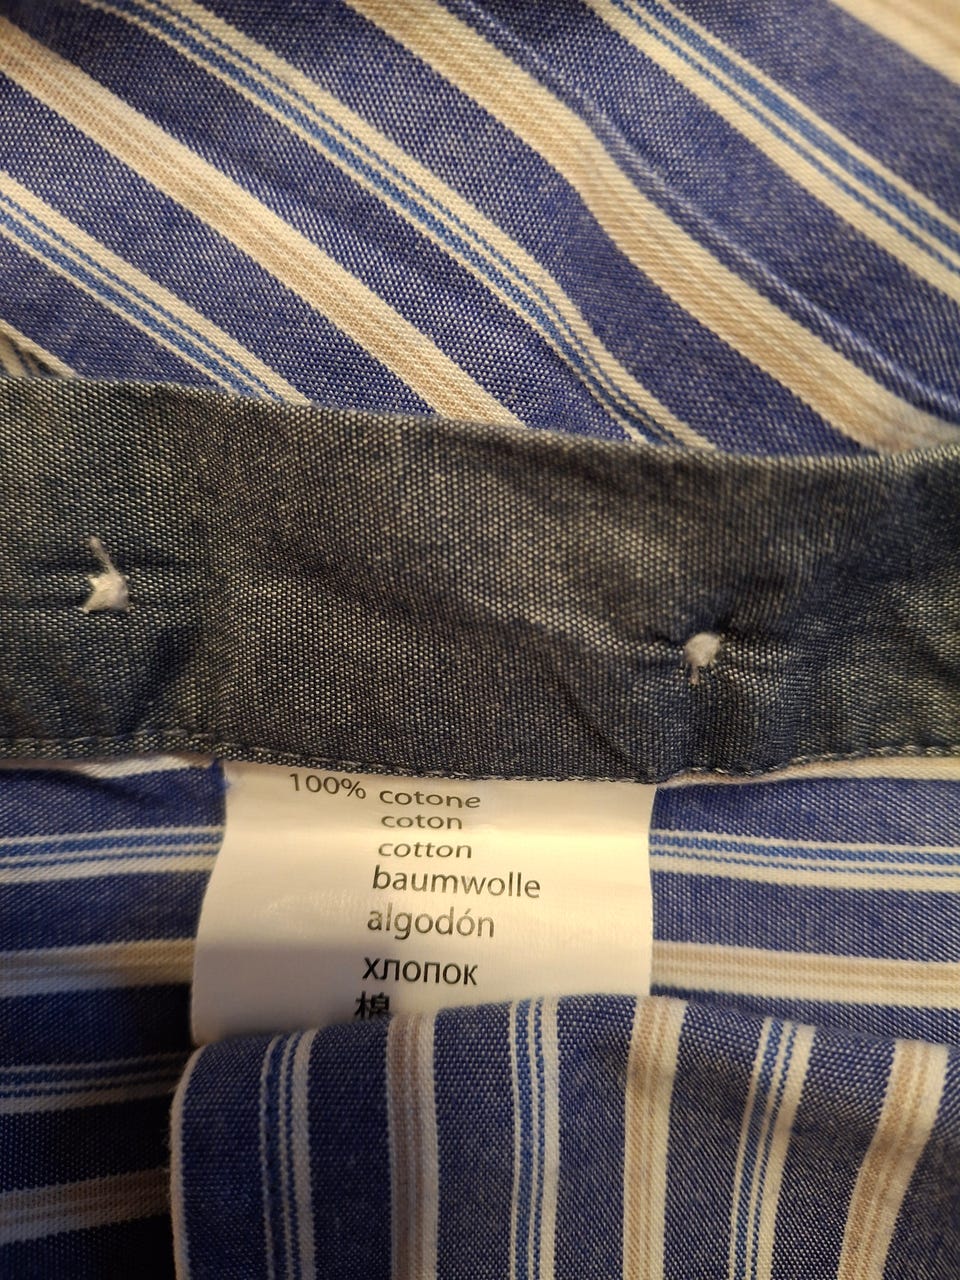 100% cotone
coton
cotton
baumwolle
algodón
хлопок
棉